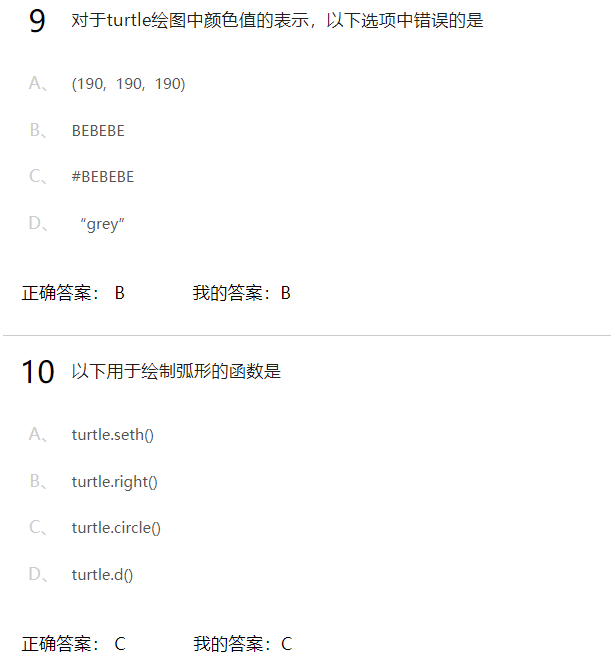 9 对于turtle绘图中颜色值的表示，以下选项中错误的是
A、 (190, 190, 190)
B、 BEBEBE
C、 #BEBEBE
D、 “grey”
正确答案： B 我的答案：B
10 以下用于绘制弧形的函数是
A、 turtle.seth()
B、 turtle.right()
C、 turtle.circle()
D、 turtle.d()
正确答案： C 我的答案：C